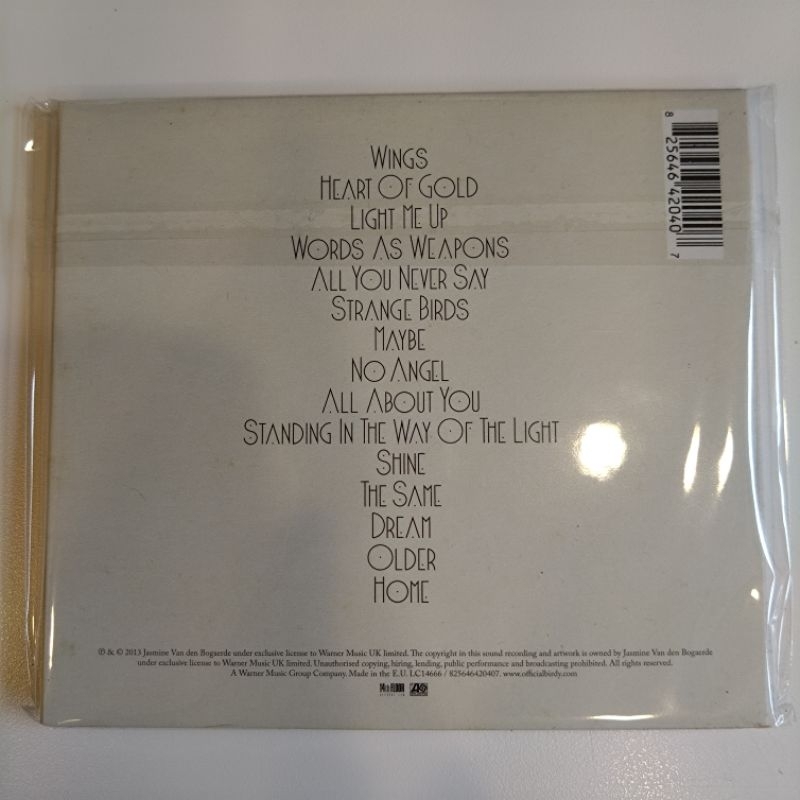 WINGS
HEART OF GOLD
LIGHT ME UP
WORDS AS WEAPONS
ALL YOU NEVER SAY
STRANGE BIRDS
MAYBE
NO ANGEL
ALL ABOUT YOU
STANDING IN THE WAY OF THE LIGHT
SHINE
THE SAME
DREAM
OLDER
HOME
8 25646 42040 7
℗ & © 2013 Jasmine Van den Bogaerde under exclusive license to Warner Music UK limited. The copyright in this sound recording and artwork is owned by Jasmine Van den Bogaerde
under exclusive license to Warner Music UK limited. Unauthorised copying, hiring, lending, public performance and broadcasting prohibited. All rights reserved.
A Warner Music Group Company. Made in the E.U. LC14666 / 825646420407. www.officialbirdy.com